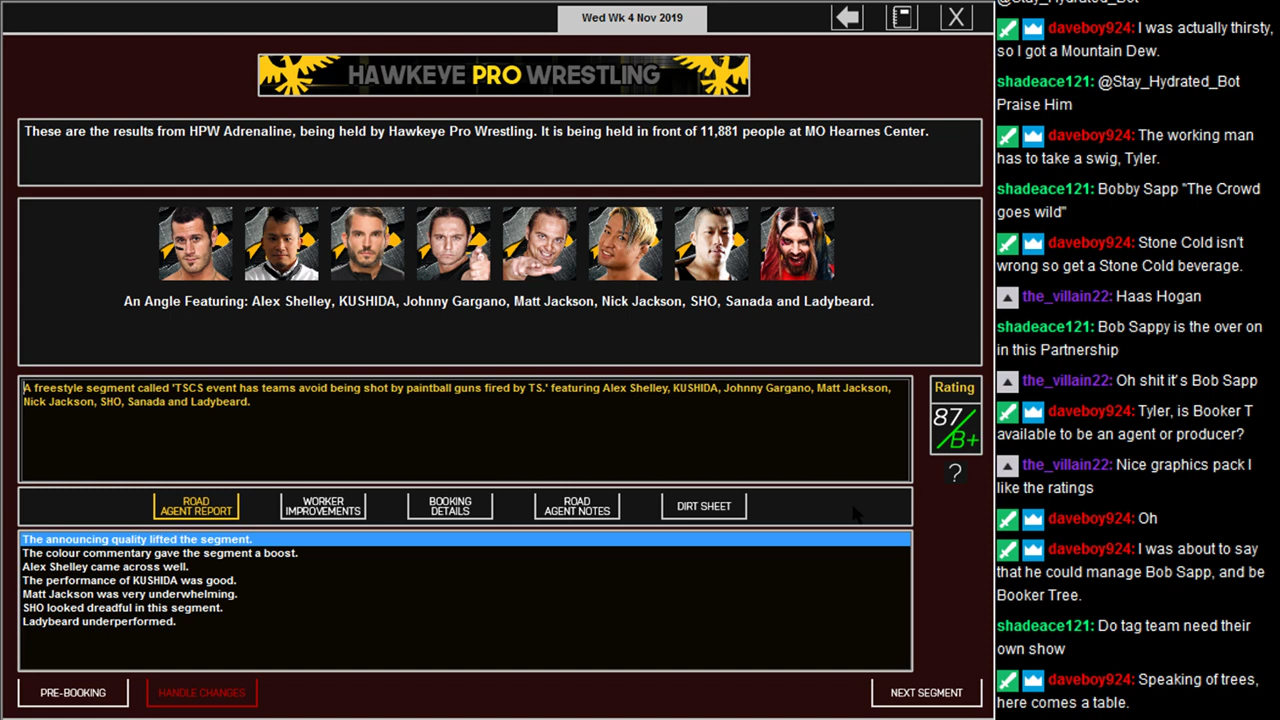 Wed Wk 4 Nov 2019
HAWKEYE PRO WRESTLING
These are the results from HPW Adrenaline, being held by Hawkeye Pro Wrestling. It is being held in front of 11,881 people at MO Hearnes Center.
An Angle Featuring: Alex Shelley, KUSHIDA, Johnny Gargano, Matt Jackson, Nick Jackson, SHO, Sanada and Ladybeard.
A freestyle segment called 'TSCS event has teams avoid being shot by paintball guns fired by TS.' featuring Alex Shelley, KUSHIDA, Johnny Gargano, Matt Jackson,
Nick Jackson, SHO, Sanada and Ladybeard.
Rating
87/B+
?
ROAD
AGENT REPORT
WORKER
IMPROVEMENTS
BOOKING
DETAILS
ROAD
AGENT NOTES
DIRT SHEET
The announcing quality lifted the segment.
The colour commentary gave the segment a boost.
Alex Shelley came across well.
The performance of KUSHIDA was good.
Matt Jackson was very underwhelming.
SHO looked dreadful in this segment.
Ladybeard underperformed.
PRE-BOOKING
HANDLE CHANGES
NEXT SEGMENT
@Stay_Hydrated_Bot
daveboy924: I was actually thirsty,
so I got a Mountain Dew.
shadeace121: @Stay_Hydrated_Bot
Praise Him
daveboy924: The working man
has to take a swig, Tyler.
shadeace121: Bobby Sapp "The Crowd
goes wild"
daveboy924: Stone Cold isn't
wrong so get a Stone Cold beverage.
the_villain22: Haas Hogan
shadeace121: Bob Sappy is the over on
in this Partnership
the_villain22: Oh shit it's Bob Sapp
daveboy924: Tyler, is Booker T
available to be an agent or producer?
the_villain22: Nice graphics pack I
like the ratings
daveboy924: Oh
daveboy924: I was about to say
that he could manage Bob Sapp, and be
Booker Tree.
shadeace121: Do tag team need their
own show
daveboy924: Speaking of trees,
here comes a table.